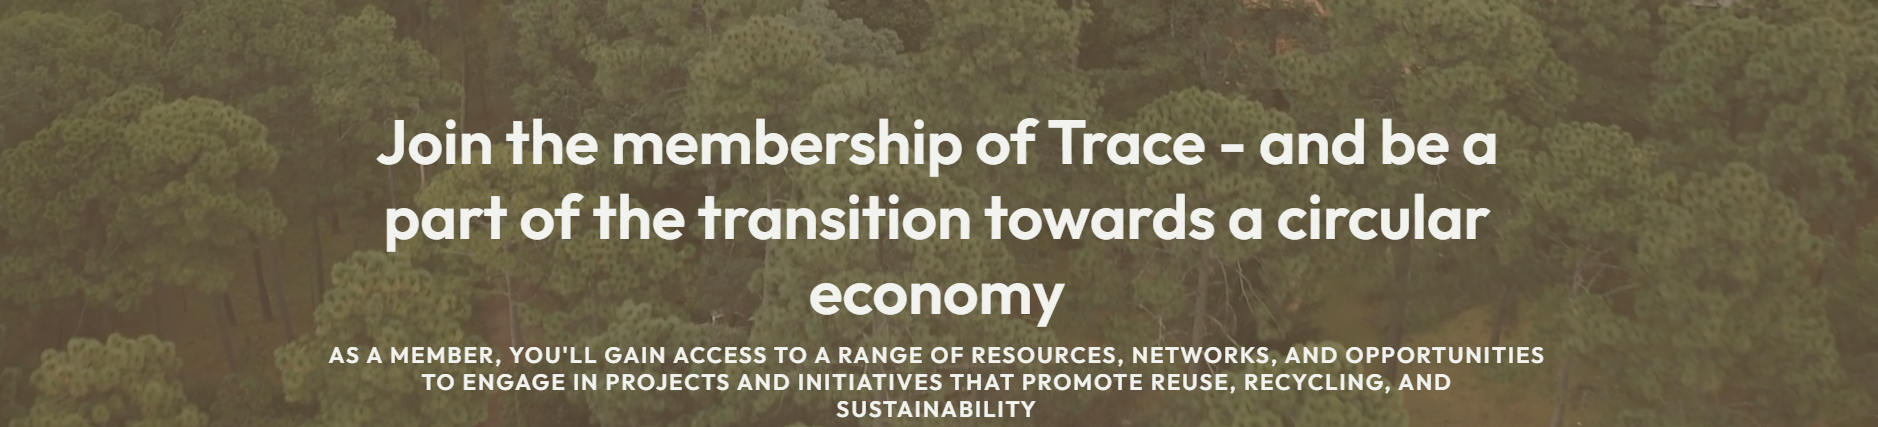 Join the membership of Trace - and be a
part of the transition towards a circular
economy
AS A MEMBER, YOU'LL GAIN ACCESS TO A RANGE OF RESOURCES, NETWORKS, AND OPPORTUNITIES
TO ENGAGE IN PROJECTS AND INITIATIVES THAT PROMOTE REUSE, RECYCLING, AND
SUSTAINABILITY